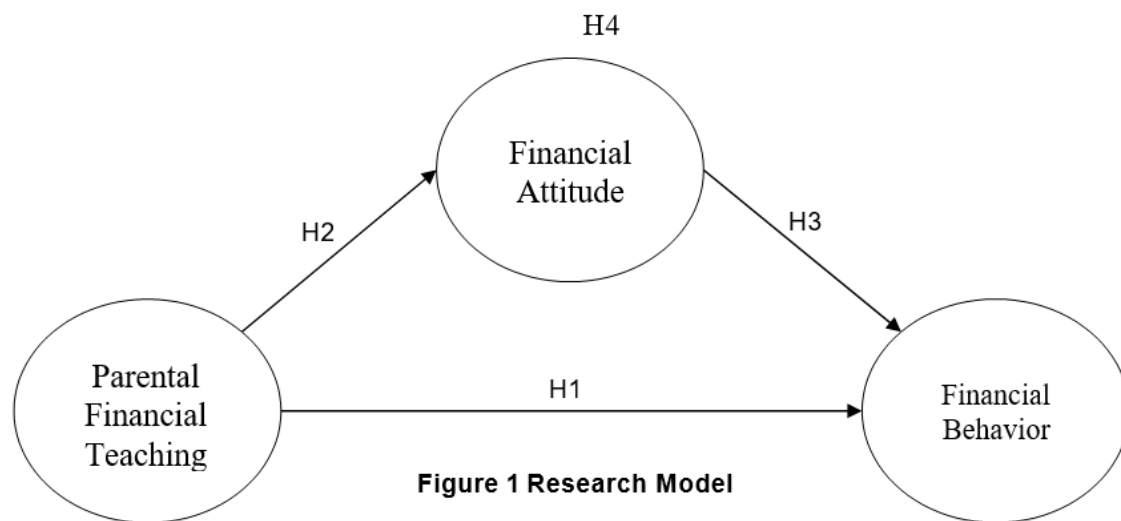 H4
Financial
Attitude
H2
H3
Parental
Financial
Teaching
H1
Financial
Behavior
Figure 1 Research Model